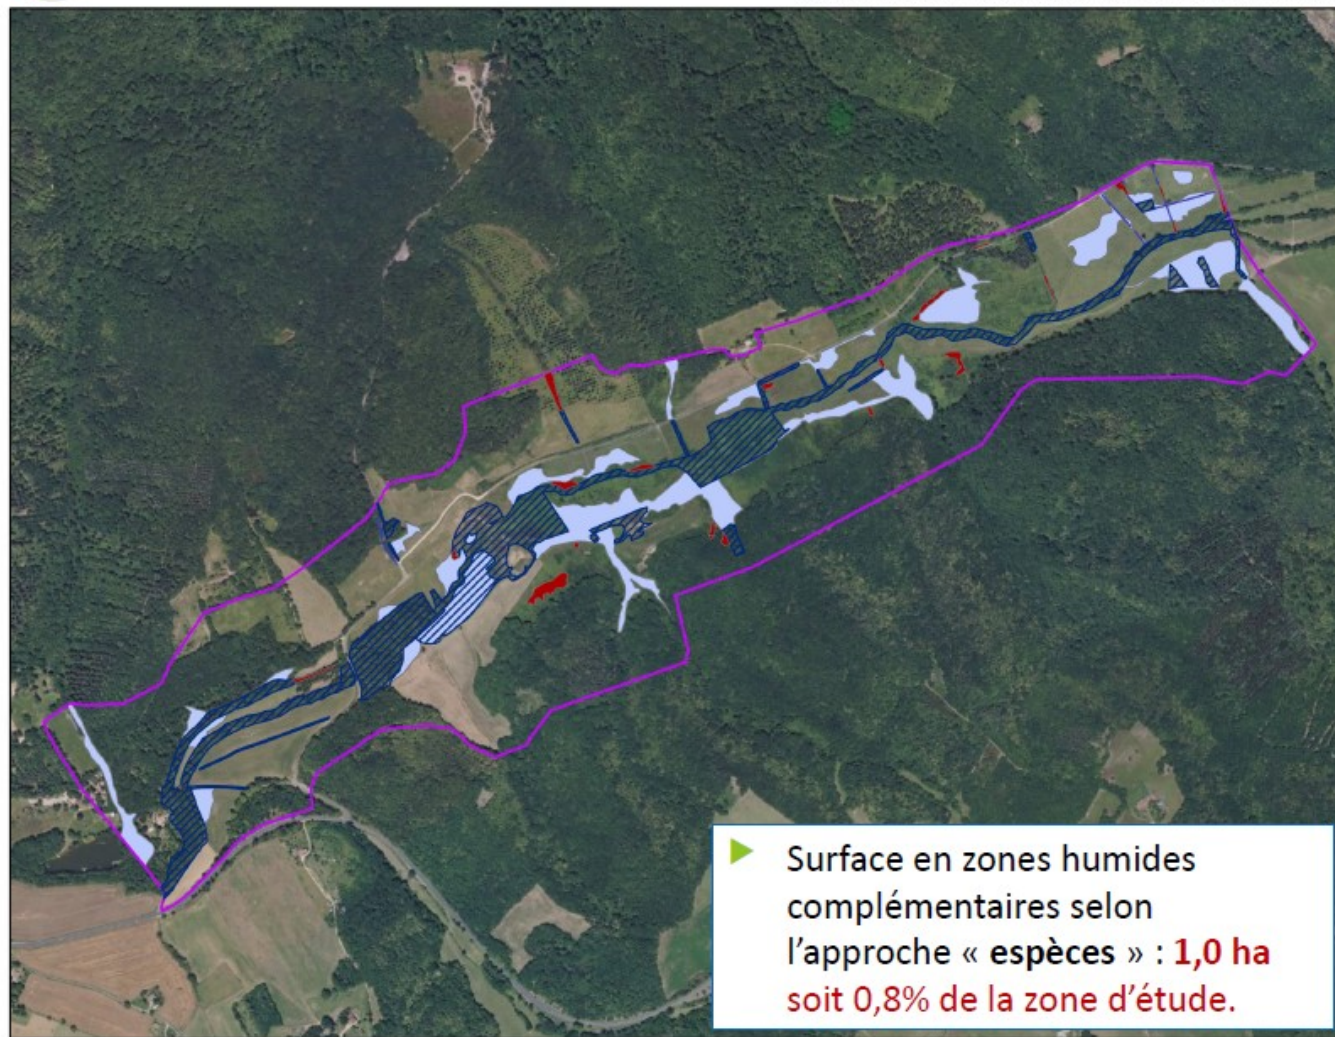 Surface en zones humides
complémentaires selon
l’approche « espèces » : 1,0 ha
soit 0,8% de la zone d’étude.